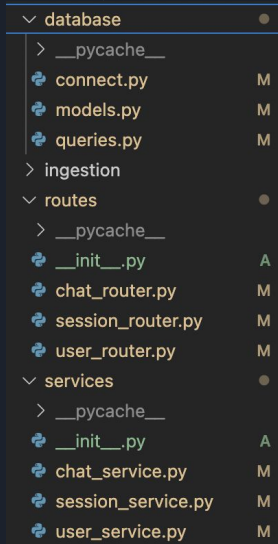 database
__pycache__
connect.py M
models.py M
queries.py M
ingestion
routes
__pycache__
__init__.py A
chat_router.py M
session_router.py M
user_router.py M
services
__pycache__
__init__.py A
chat_service.py M
session_service.py M
user_service.py M